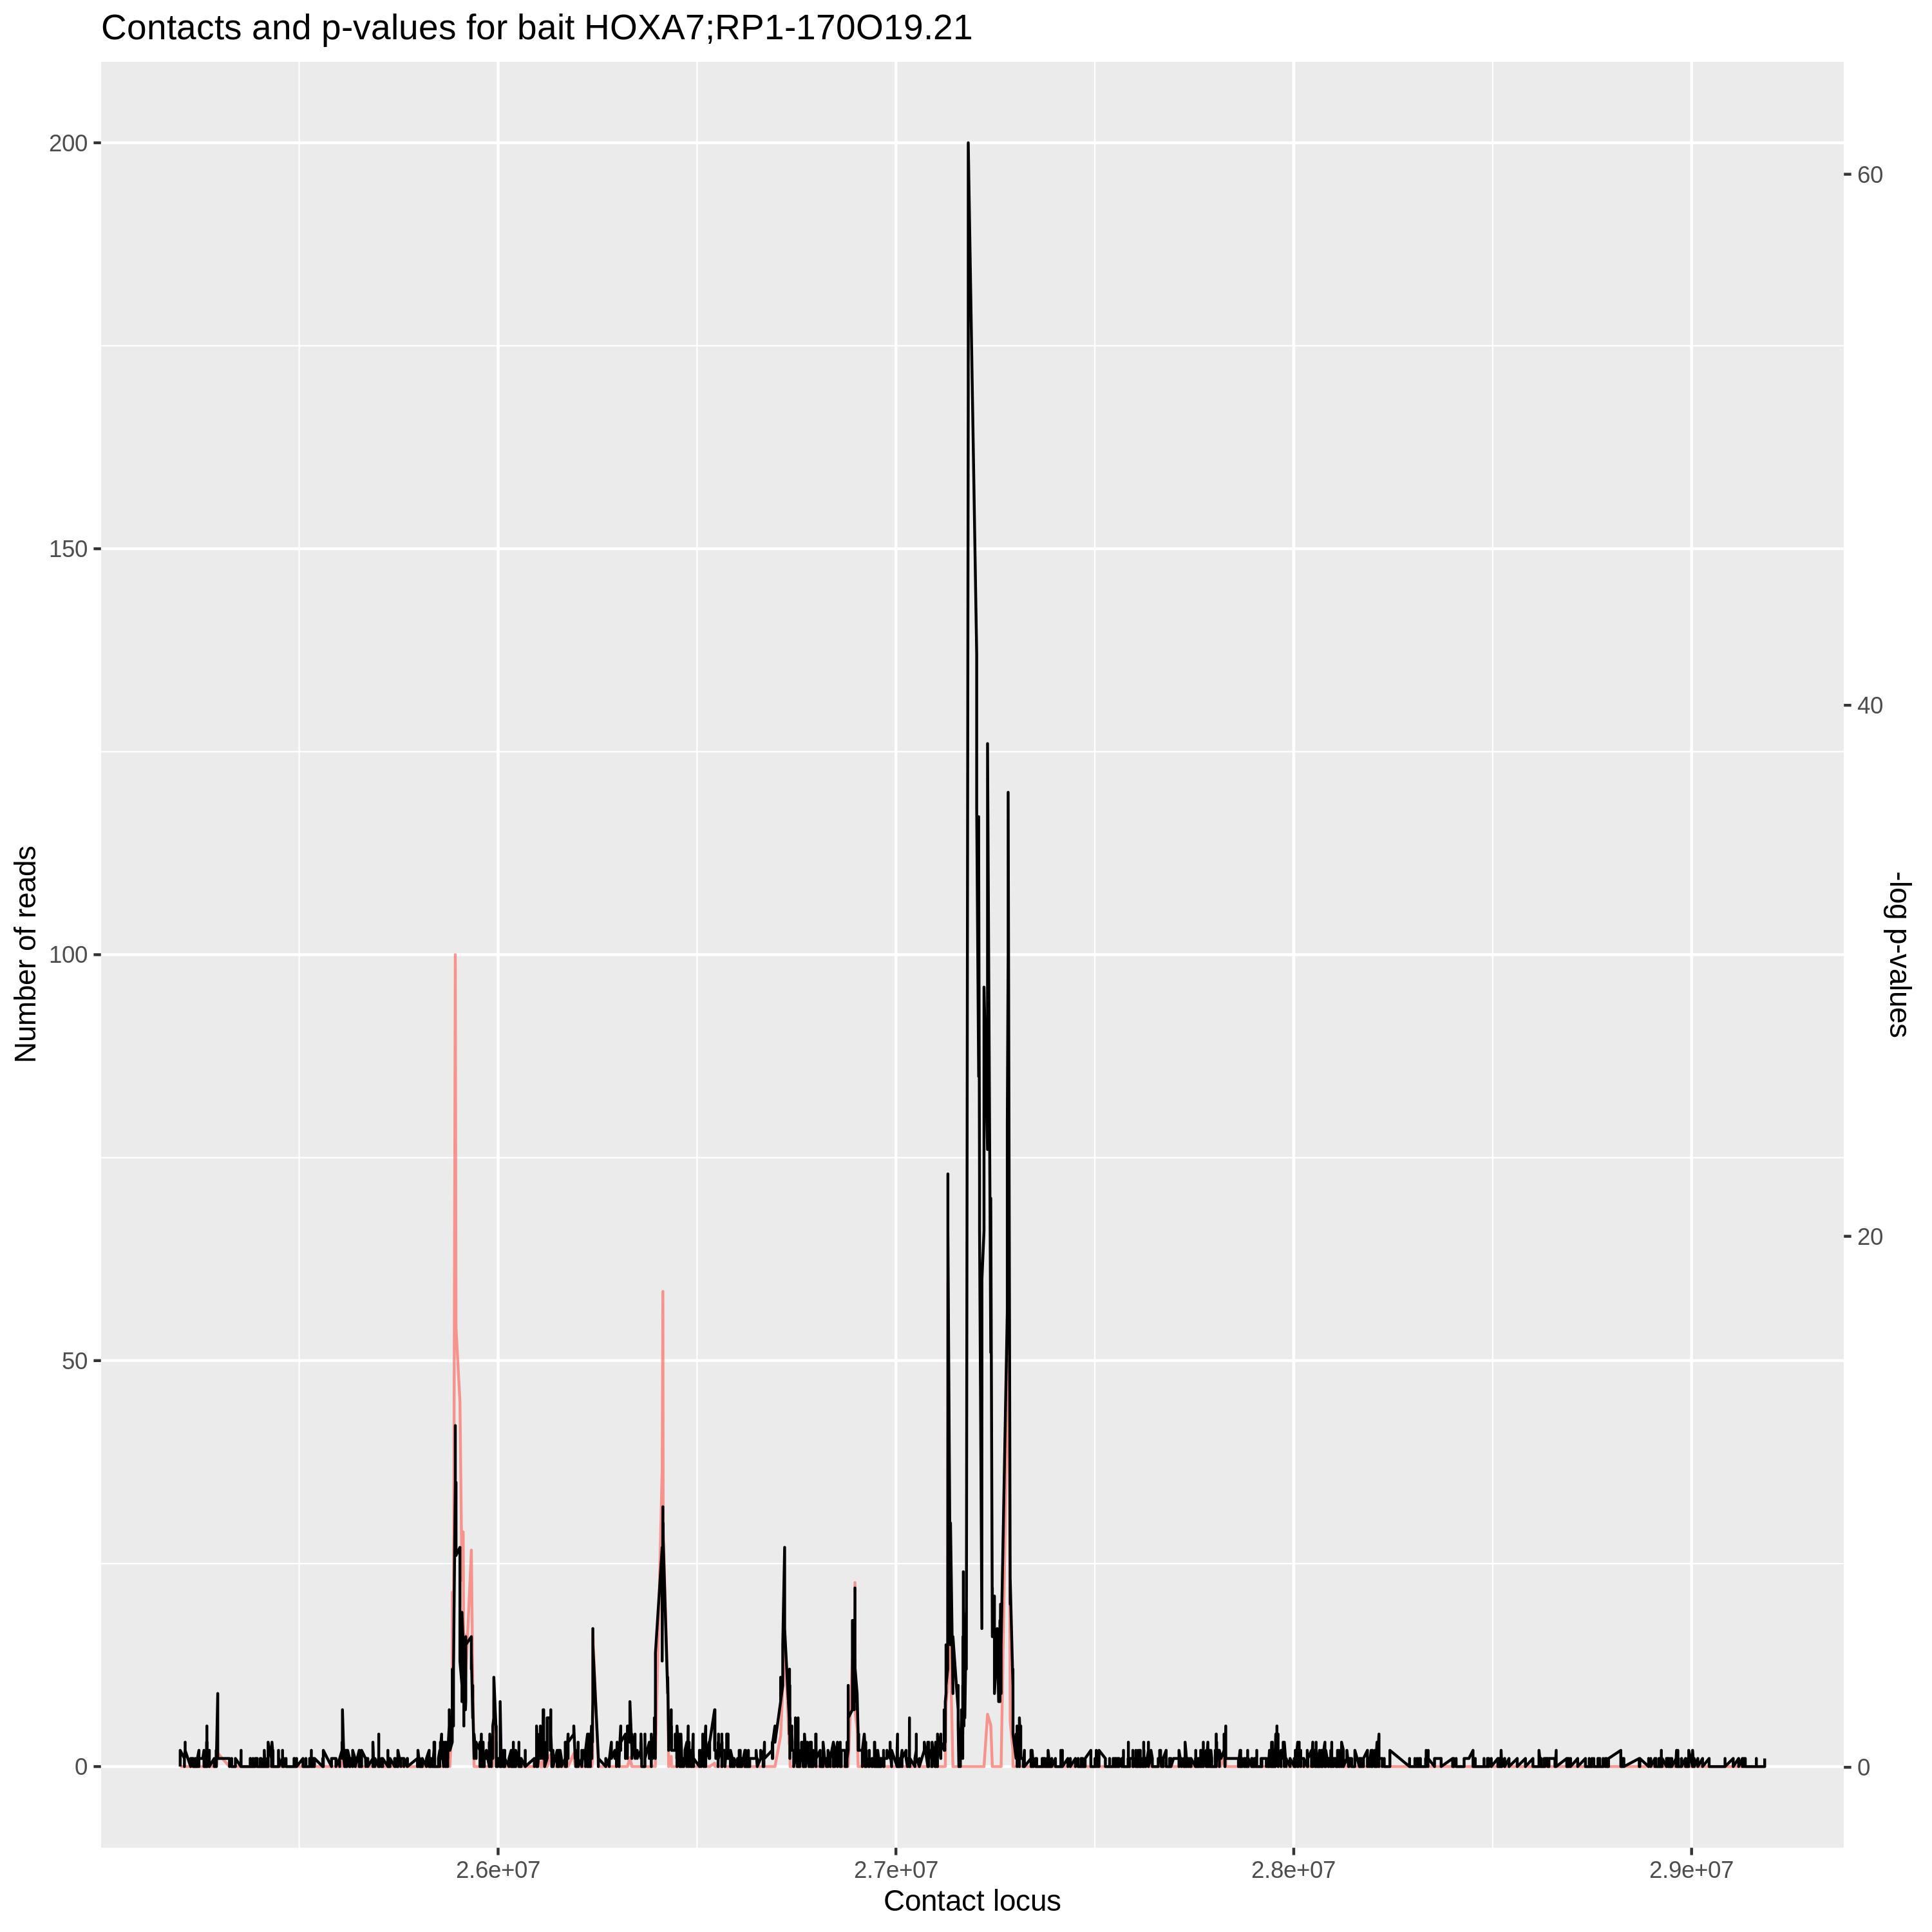 Contacts and p-values for bait HOXA7;RP1-170O19.21
200
150
100
50
0
Number of reads
60
40
20
0
-log p-values
2.6e+07 2.7e+07 2.8e+07 2.9e+07
Contact locus